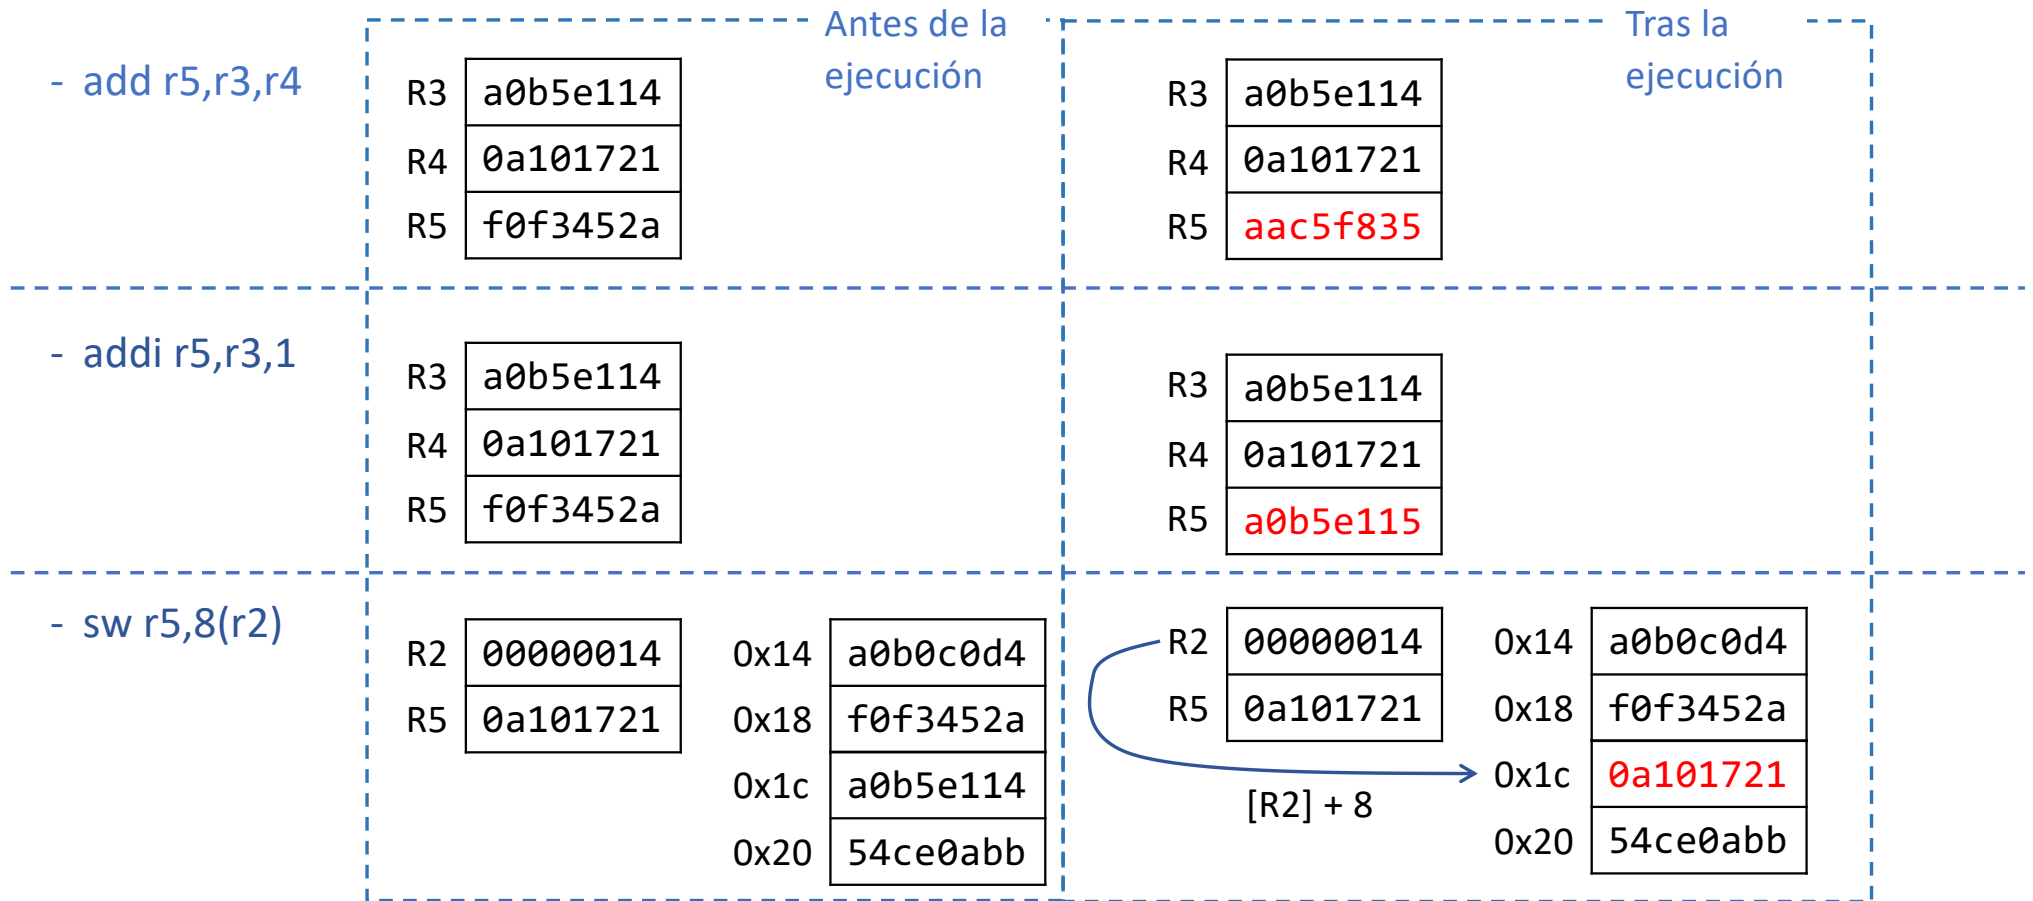 Antes de la
ejecución
Tras la
ejecución
- add r5,r3,r4
R3 a0b5e114
R4 0a101721
R5 f0f3452a
R3 a0b5e114
R4 0a101721
R5 aac5f835
- addi r5,r3,1
R3 a0b5e114
R4 0a101721
R5 f0f3452a
R3 a0b5e114
R4 0a101721
R5 a0b5e115
- sw r5,8(r2)
R2 00000014
R5 0a101721
0x14 a0b0c0d4
0x18 f0f3452a
0x1c a0b5e114
0x20 54ce0abb
R2 00000014
R5 0a101721
[R2] + 8
0x14 a0b0c0d4
0x18 f0f3452a
0x1c 0a101721
0x20 54ce0abb